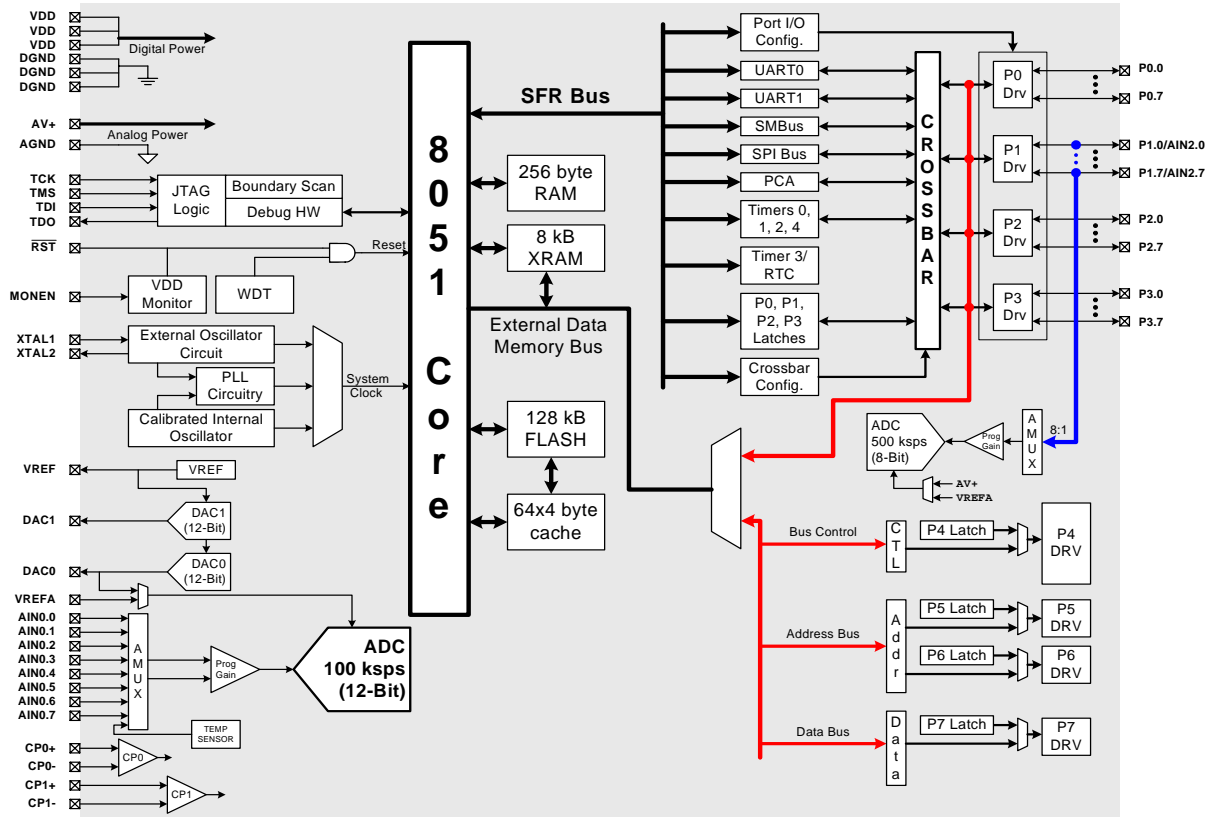 VDD
VDD
VDD
DGND
DGND
DGND
Digital Power
AV+
Analog Power
AGND
TCK
TMS
TDI
TDO
JTAG
Logic
Boundary Scan
Debug HW
RST
Reset
MONEN
VDD
Monitor
WDT
XTAL1
XTAL2
External Oscillator
Circuit
PLL
Circuitry
Calibrated Internal
Oscillator
System
Clock
VREF
VREF
DAC1
DAC1
(12-Bit)
DAC0
DAC0
(12-Bit)
VREFA
AIN0.0
AIN0.1
AIN0.2
AIN0.3
AIN0.4
AIN0.5
AIN0.6
AIN0.7
AMUX
Prog
Gain
ADC
100 ksps
(12-Bit)
TEMP
SENSOR
CP0+
CP0-
CP0
CP1+
CP1-
CP1
8051 Core
SFR Bus
256 byte
RAM
8 kB
XRAM
External Data
Memory Bus
128 kB
FLASH
64x4 byte
cache
Port I/O
Config.
UART0
UART1
SMBus
SPI Bus
PCA
Timers 0,
1, 2, 4
Timer 3/
RTC
P0, P1,
P2, P3
Latches
Crossbar
Config.
CROSSBAR
P0
Drv
P1
Drv
P2
Drv
P3
Drv
P0.0
P0.7
P1.0/AIN2.0
P1.7/AIN2.7
P2.0
P2.7
P3.0
P3.7
ADC
500 ksps
(8-Bit)
Prog
Gain
AMUX
8:1
AV+
VREFA
Bus Control
CTL
P4 Latch
P4
DRV
Address Bus
Addr
P5 Latch
P5
DRV
P6 Latch
P6
DRV
Data Bus
Data
P7 Latch
P7
DRV